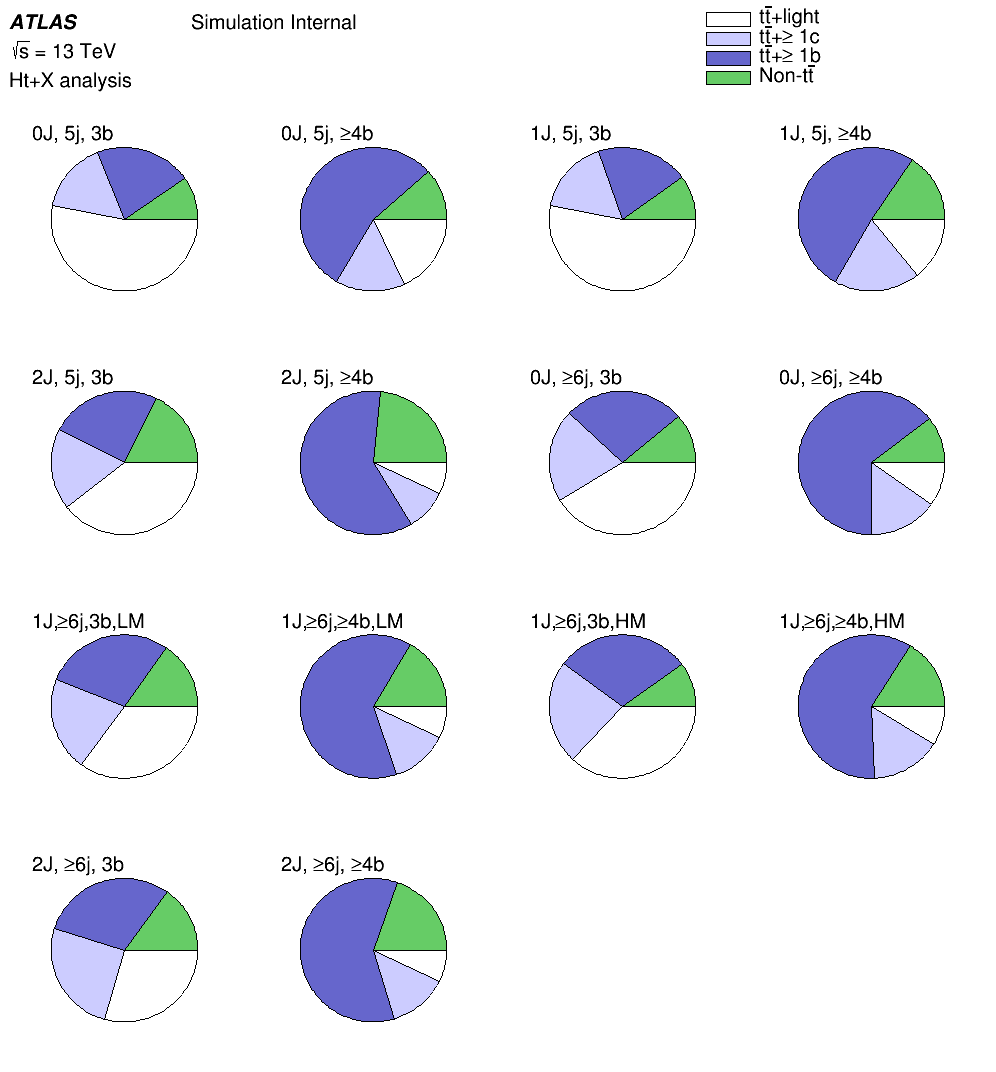 ATLAS Simulation Internal
√s = 13 TeV
Ht+X analysis
tt̄+light
tt̄+≥ 1c
tt̄+≥ 1b
Non-tt̄
0J, 5j, 3b
0J, 5j, ≥4b
1J, 5j, 3b
1J, 5j, ≥4b
2J, 5j, 3b
2J, 5j, ≥4b
0J, ≥6j, 3b
0J, ≥6j, ≥4b
1J,≥6j,3b,LM
1J,≥6j,≥4b,LM
1J,≥6j,3b,HM
1J,≥6j,≥4b,HM
2J, ≥6j, 3b
2J, ≥6j, ≥4b